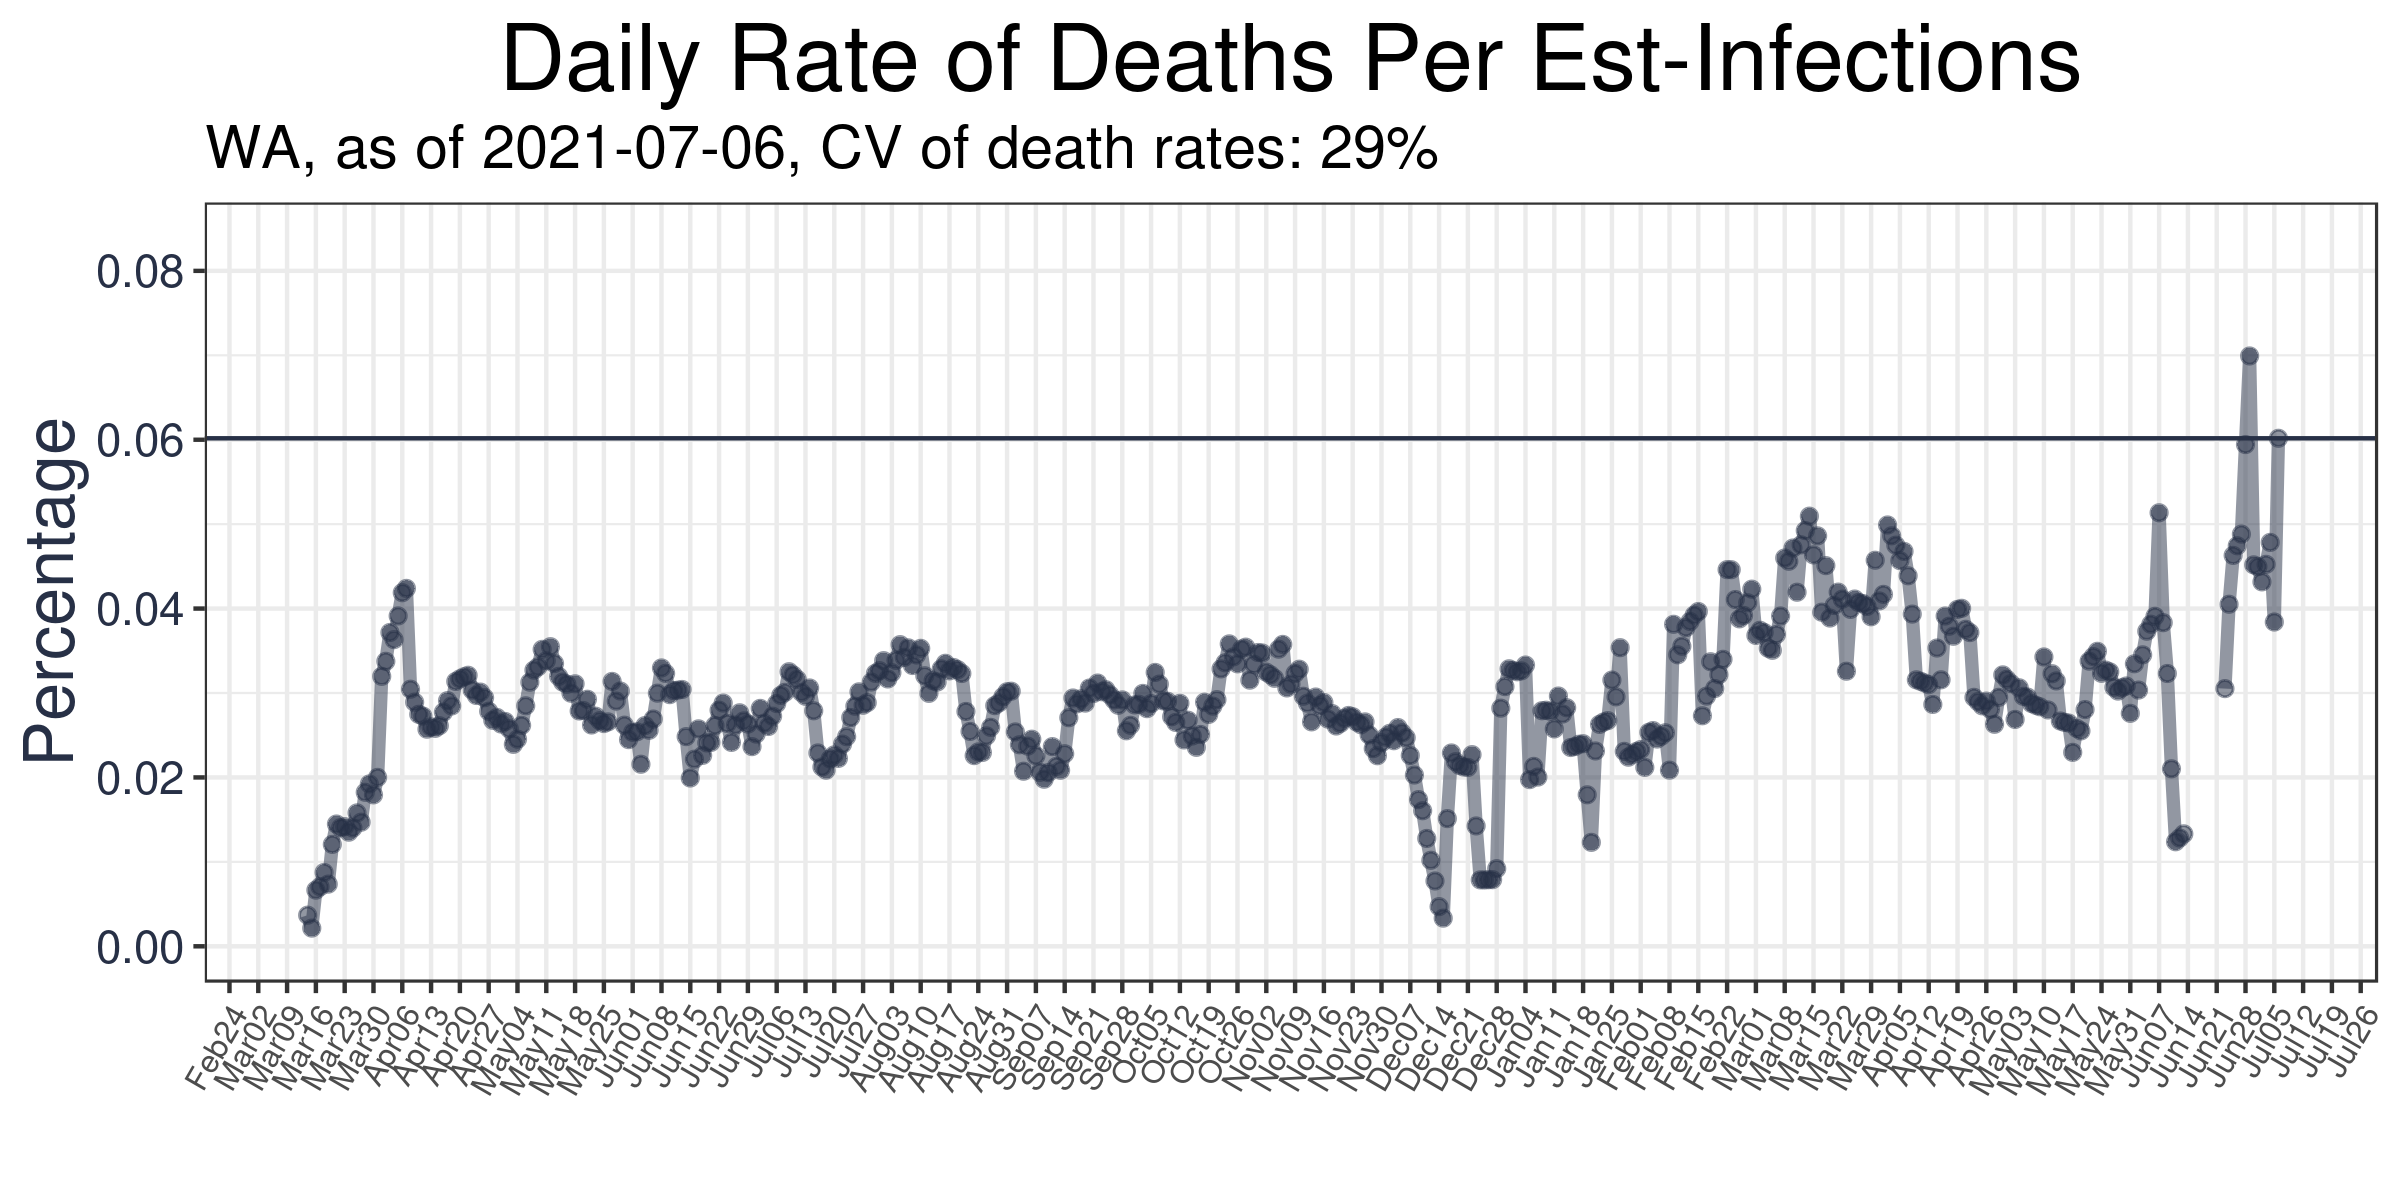 Daily Rate of Deaths Per Est-Infections
WA, as of 2021-07-06, CV of death rates: 29%
Percentage
0.08
0.06
0.04
0.02
0.00
Feb24
Mar02
Mar09
Mar16
Mar23
Mar30
Apr06
Apr13
Apr20
Apr27
May04
May11
May18
May25
Jun01
Jun08
Jun15
Jun22
Jun29
Jul06
Jul13
Jul20
Jul27
Aug03
Aug10
Aug17
Aug24
Aug31
Sep07
Sep14
Sep21
Sep28
Oct05
Oct12
Oct19
Oct26
Nov02
Nov09
Nov16
Nov23
Nov30
Dec07
Dec14
Dec21
Dec28
Jan04
Jan11
Jan18
Jan25
Feb01
Feb08
Feb15
Feb22
Mar01
Mar08
Mar15
Mar22
Mar29
Apr05
Apr12
Apr19
Apr26
May03
May10
May17
May24
May31
Jun07
Jun14
Jun21
Jun28
Jul05
Jul12
Jul19
Jul26